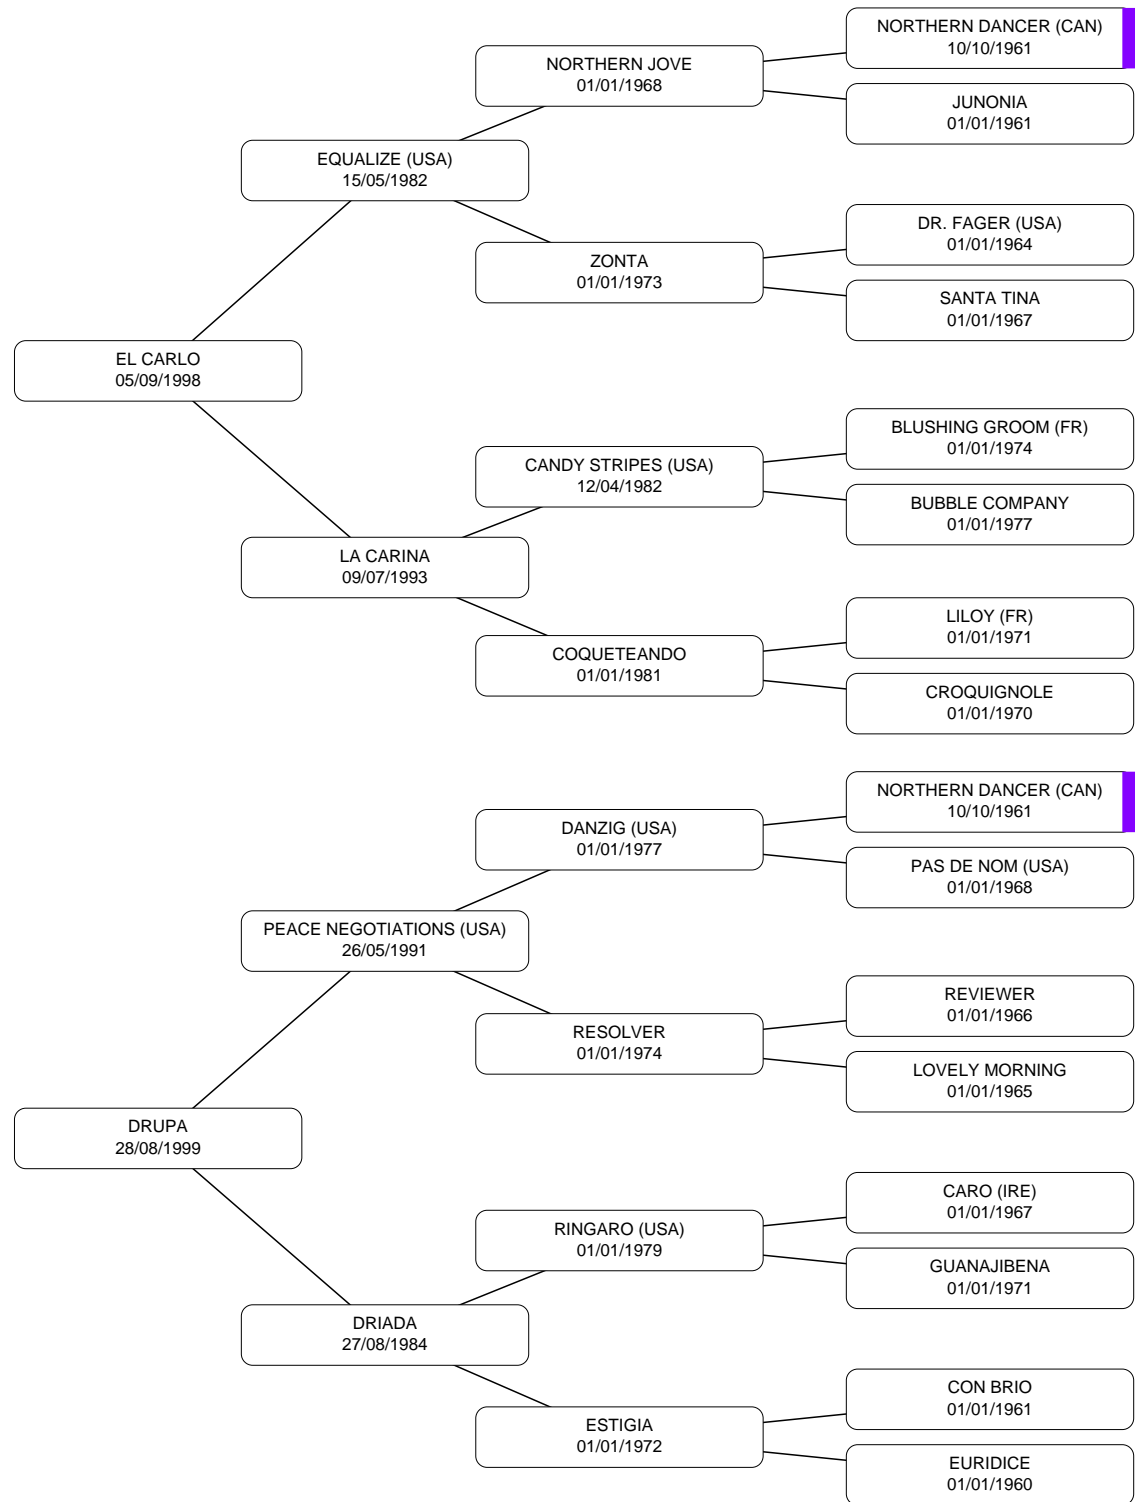 NORTHERN DANCER (CAN)
10/10/1961
NORTHERN JOVE
01/01/1968
JUNONIA
01/01/1961
EQUALIZE (USA)
15/05/1982
DR. FAGER (USA)
01/01/1964
ZONTA
01/01/1973
SANTA TINA
01/01/1967
EL CARLO
05/09/1998
BLUSHING GROOM (FR)
01/01/1974
CANDY STRIPES (USA)
12/04/1982
BUBBLE COMPANY
01/01/1977
LA CARINA
09/07/1993
LILOY (FR)
01/01/1971
COQUETEANDO
01/01/1981
CROQUIGNOLE
01/01/1970
NORTHERN DANCER (CAN)
10/10/1961
DANZIG (USA)
01/01/1977
PAS DE NOM (USA)
01/01/1968
PEACE NEGOTIATIONS (USA)
26/05/1991
REVIEWER
01/01/1966
RESOLVER
01/01/1974
LOVELY MORNING
01/01/1965
DRUPA
28/08/1999
CARO (IRE)
01/01/1967
RINGARO (USA)
01/01/1979
GUANAJIBENA
01/01/1971
DRIADA
27/08/1984
CON BRIO
01/01/1961
ESTIGIA
01/01/1972
EURIDICE
01/01/1960